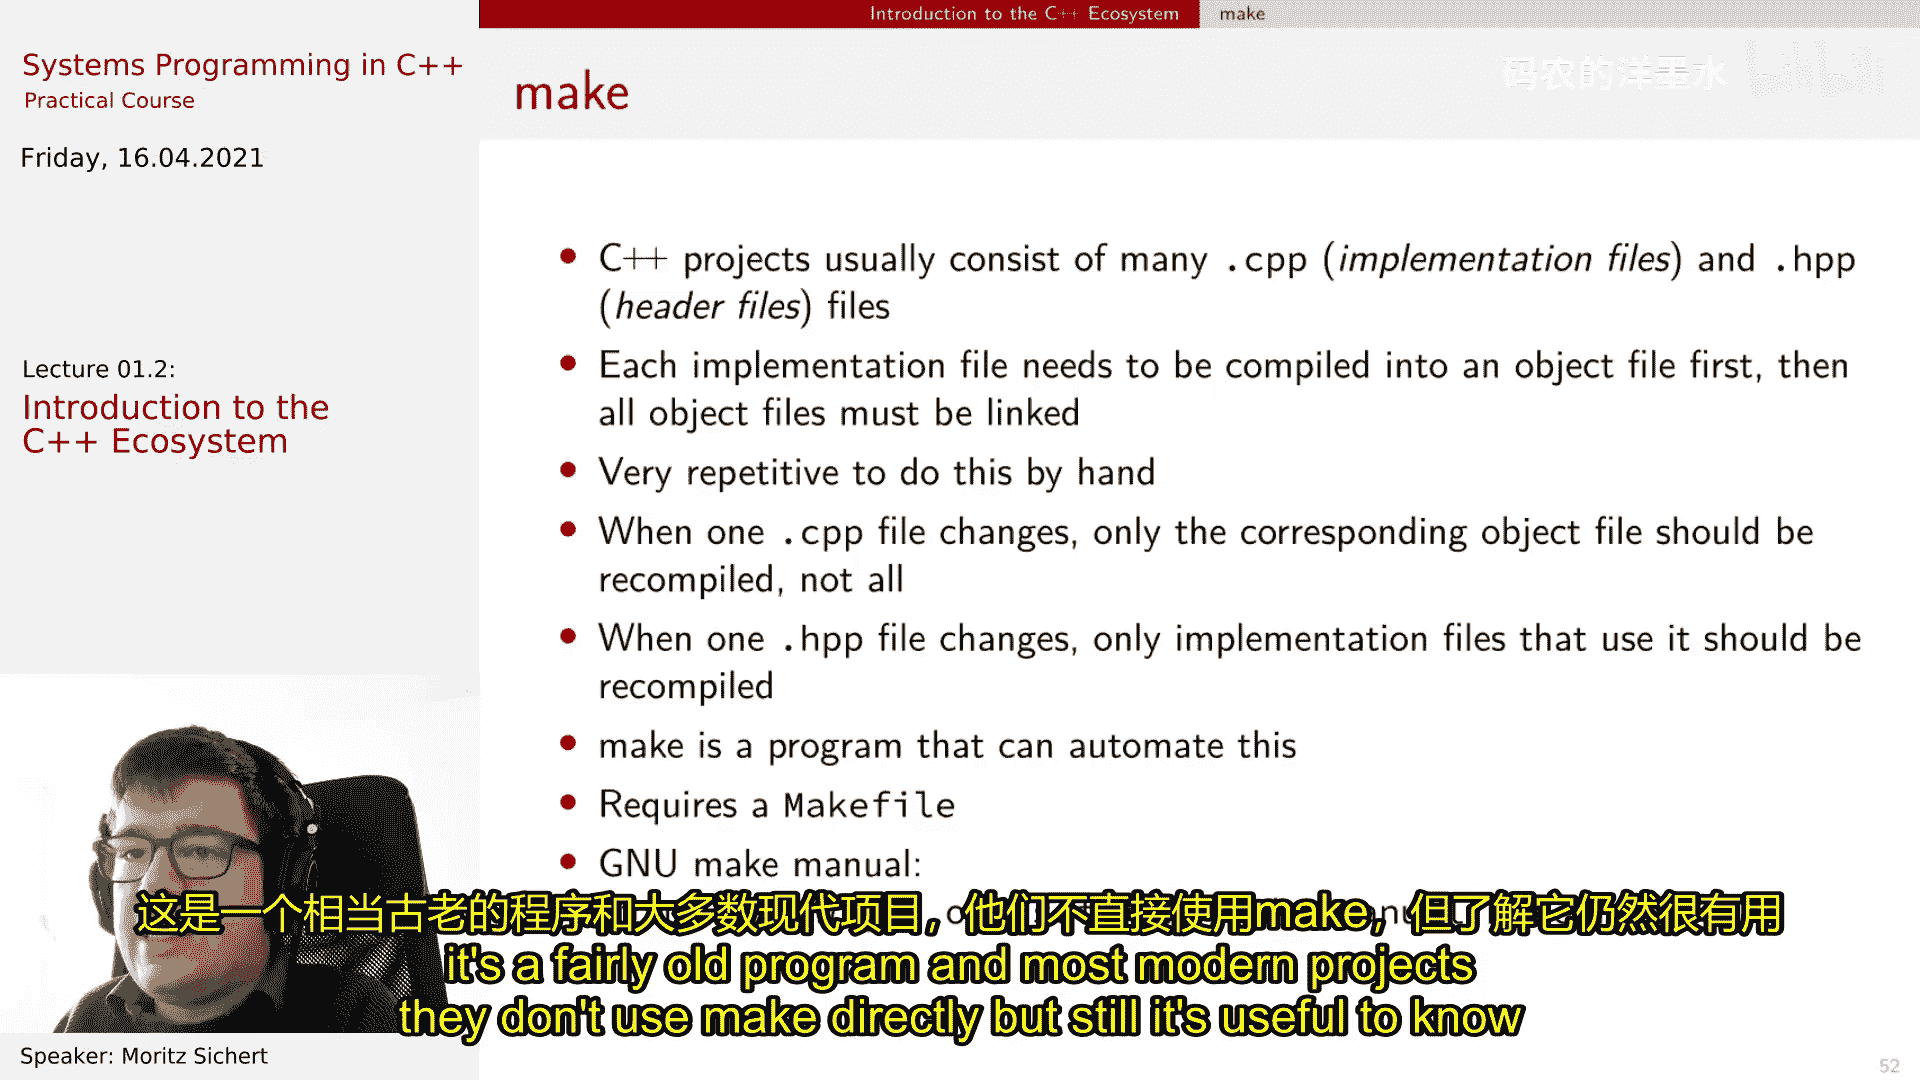 Introduction to the C++ Ecosystem
make
Systems Programming in C++
Practical Course
Friday, 16.04.2021
Lecture 01.2:
Introduction to the
C++ Ecosystem
make
码农的洋墨水
• C++ projects usually consist of many .cpp (implementation files) and .hpp
(header files) files
• Each implementation file needs to be compiled into an object file first, then
all object files must be linked
• Very repetitive to do this by hand
• When one .cpp file changes, only the corresponding object file should be
recompiled, not all
• When one .hpp file changes, only implementation files that use it should be
recompiled
• make is a program that can automate this
• Requires a Makefile
• GNU make manual:
这是一个相当古老的程序和大多数现代项目，他们不直接使用make，但了解它仍然很有用
it's a fairly old program and most modern projects
they don't use make directly but still it's useful to know
Speaker: Moritz Sichert
52